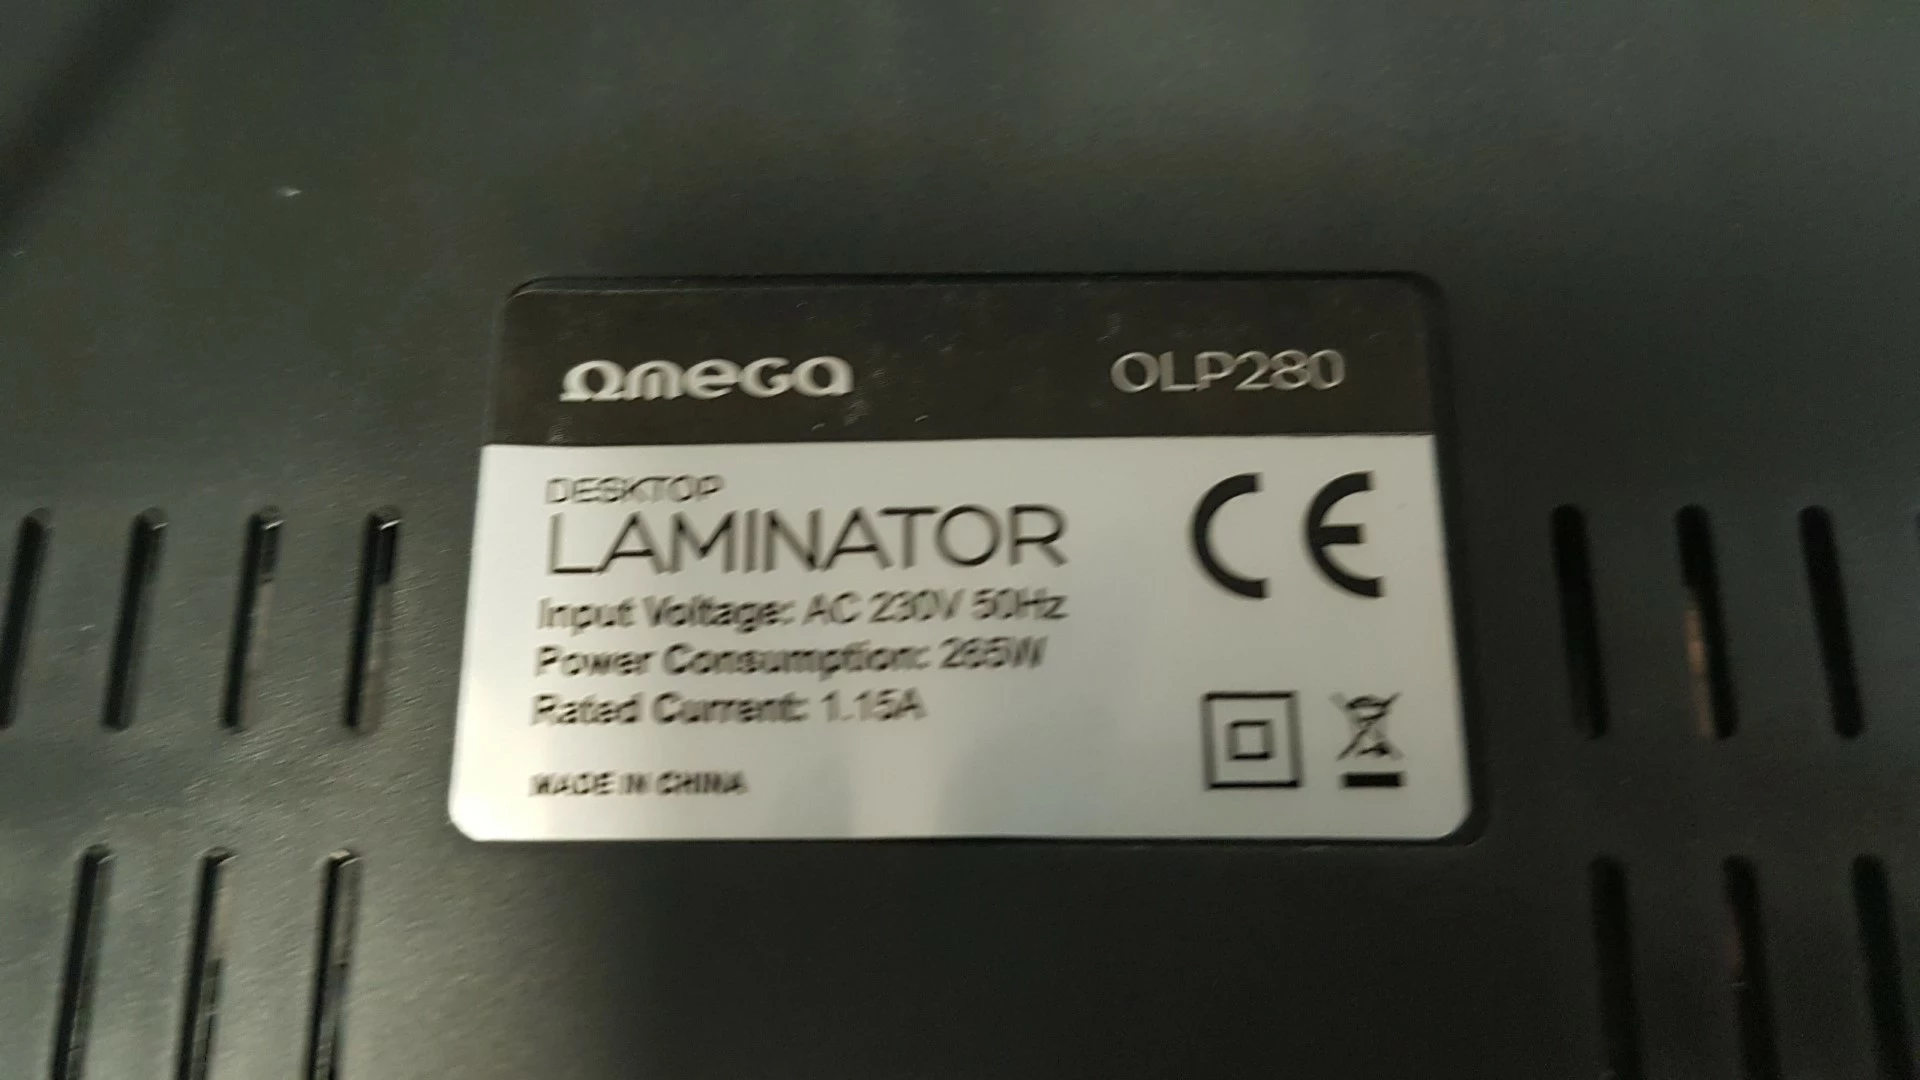 OMEGA OLP280
DESKTOP
LAMINATOR
Input Voltage: AC 230V 50Hz
Power Consumption: 265W
Rated Current: 1.15A
MADE IN CHINA
CE